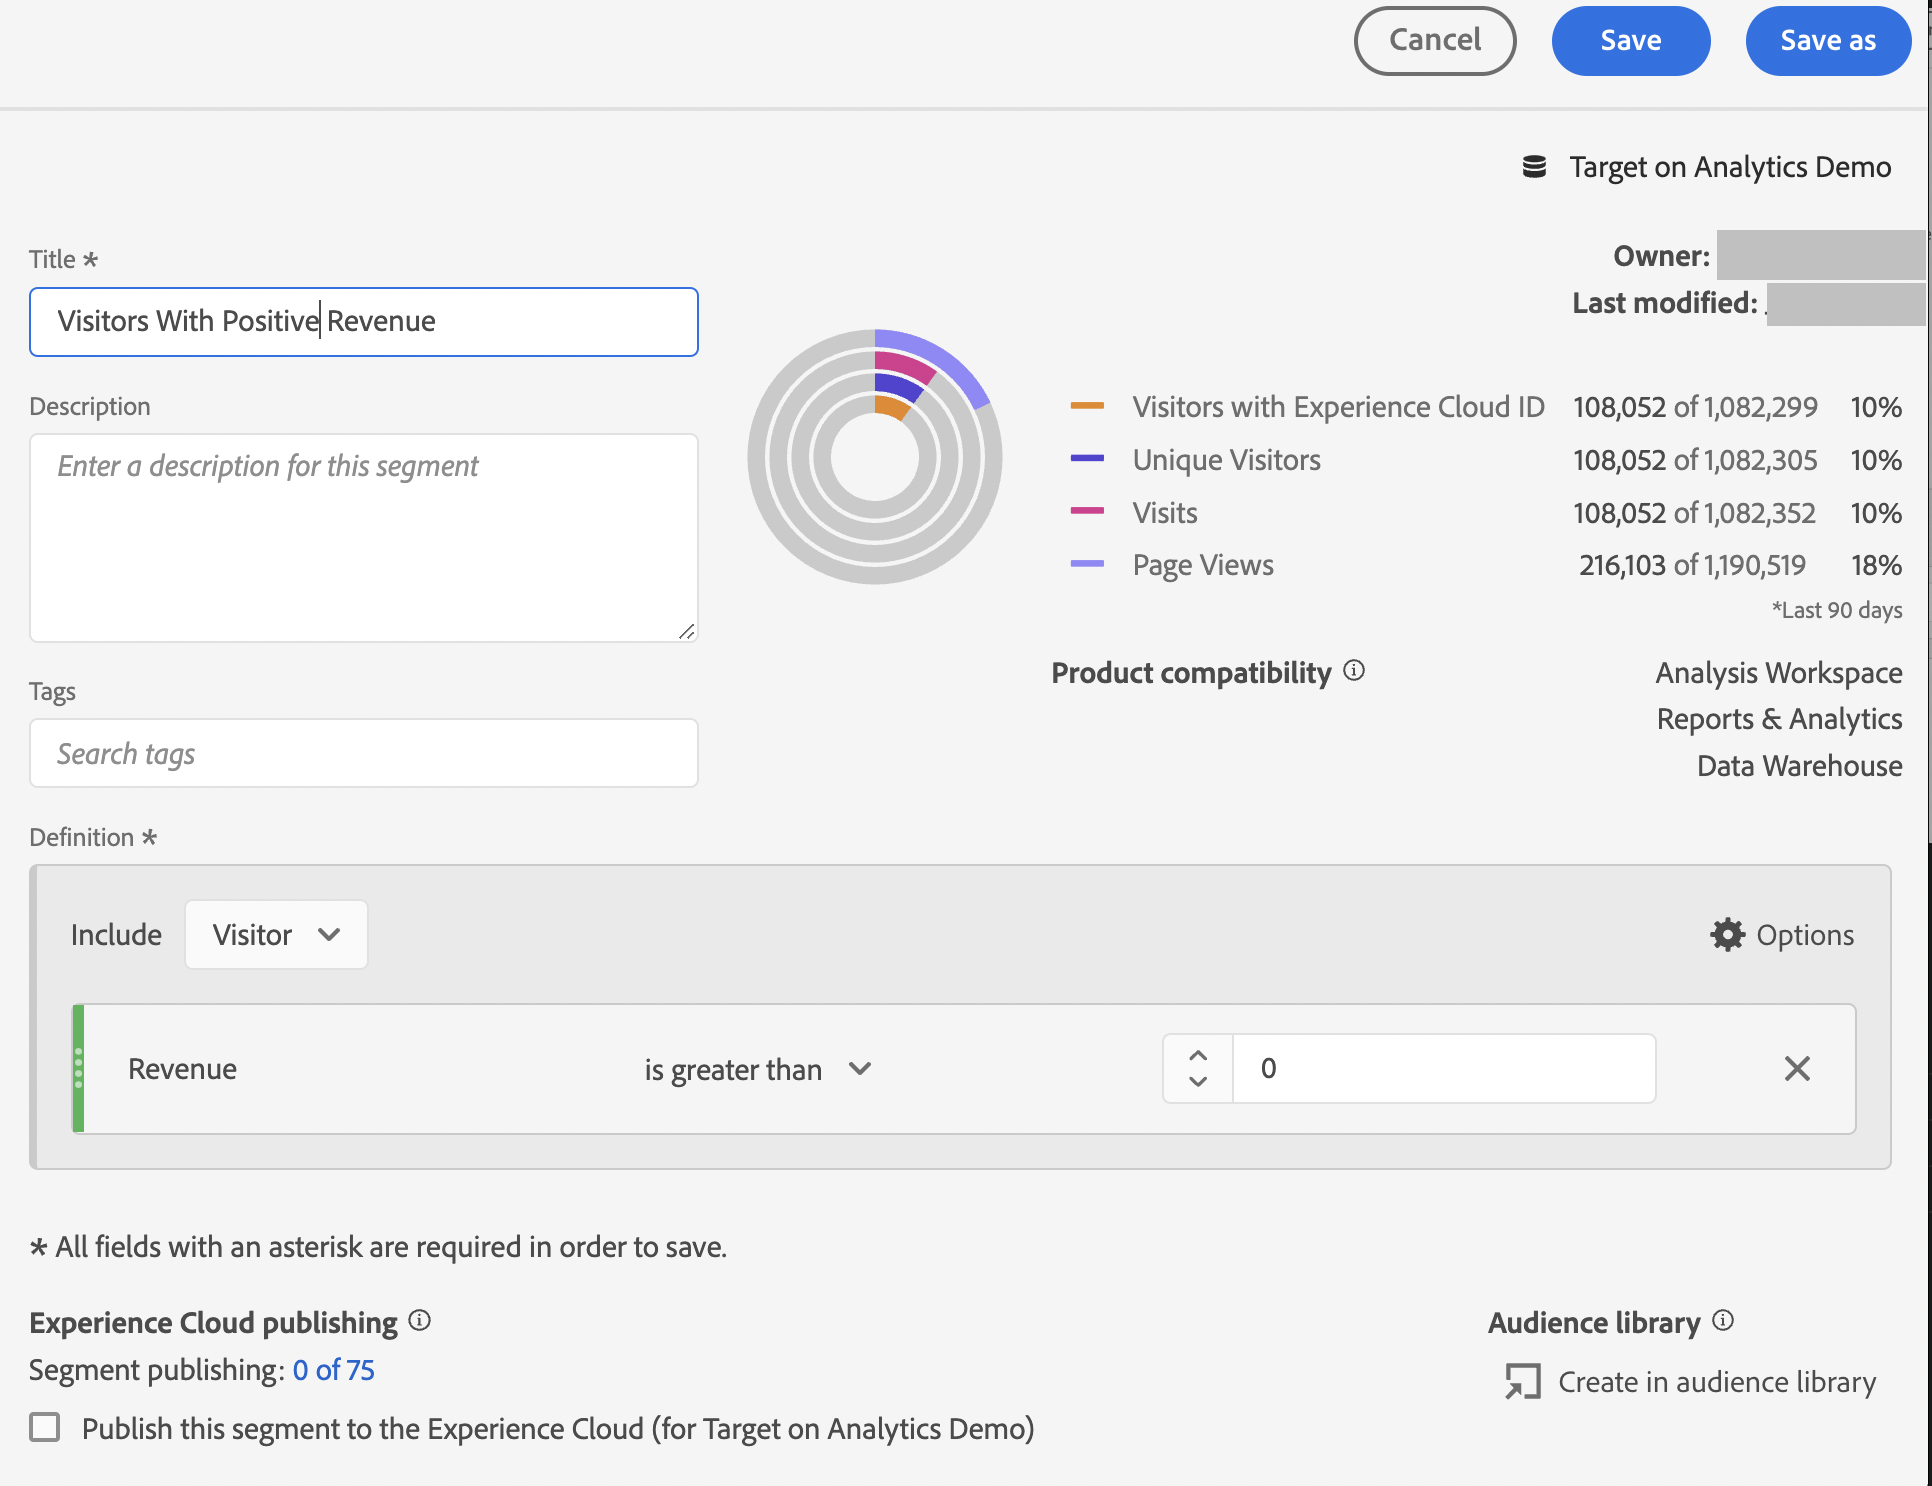 Cancel
Save
Save as
Target on Analytics Demo
Owner:
Last modified:
Title *
Visitors With Positive Revenue
Description
Enter a description for this segment
Visitors with Experience Cloud ID 108,052 of 1,082,299 10%
Unique Visitors 108,052 of 1,082,305 10%
Visits 108,052 of 1,082,352 10%
Page Views 216,103 of 1,190,519 18%
*Last 90 days
Product compatibility
Analysis Workspace
Reports & Analytics
Data Warehouse
Tags
Search tags
Definition *
Include Visitor
Options
Revenue is greater than 0
* All fields with an asterisk are required in order to save.
Experience Cloud publishing
Segment publishing: 0 of 75
Publish this segment to the Experience Cloud (for Target on Analytics Demo)
Audience library
Create in audience library